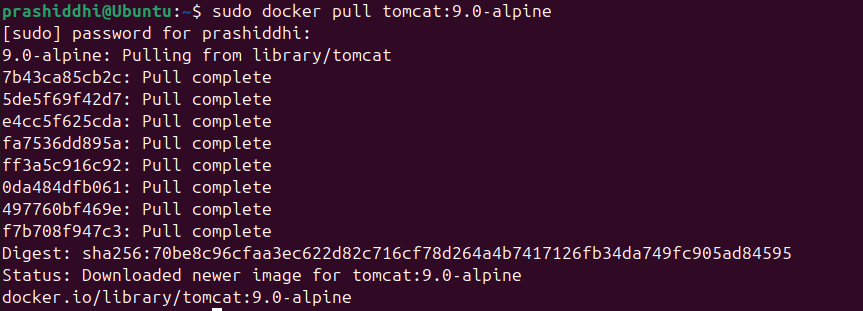 prashiddhi@Ubuntu:~$ sudo docker pull tomcat:9.0-alpine
[sudo] password for prashiddhi:
9.0-alpine: Pulling from library/tomcat
7b43ca85cb2c: Pull complete
5de5f69f42d7: Pull complete
e4cc5f625cda: Pull complete
fa7536dd895a: Pull complete
ff3a5c916c92: Pull complete
0da484dfb061: Pull complete
497760bf469e: Pull complete
f7b708f947c3: Pull complete
Digest: sha256:70be8c96cfaa3ec622d82c716cf78d264a4b7417126fb34da749fc905ad84595
Status: Downloaded newer image for tomcat:9.0-alpine
docker.io/library/tomcat:9.0-alpine